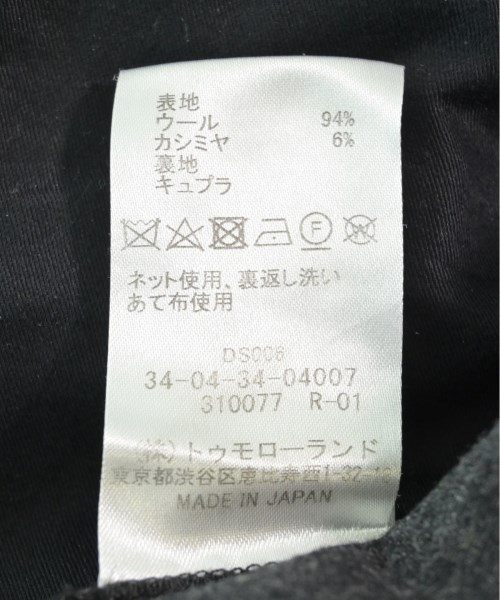 表地
ウール 94%
カシミヤ 6%
裏地
キュプラ
F
W
ネット使用、裏返し洗い
あて布使用
DS006
34-04-34-04007
310077 R-01
(株)トゥモローランド
東京都渋谷区恵比寿西1-32-
MADE IN JAPAN